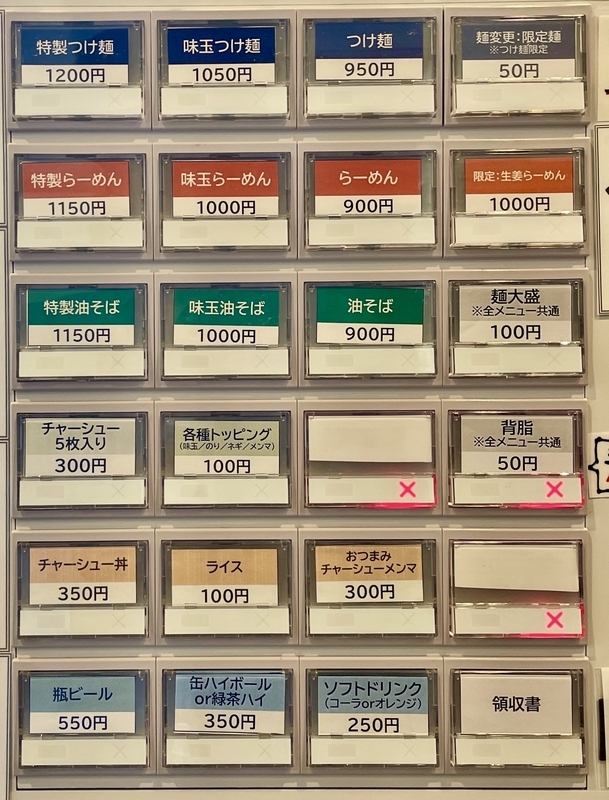 特製つけ麺
1200円
味玉つけ麺
1050円
つけ麺
950円
麺変更:限定麺
※つけ麺限定
50円
特製らーめん
1150円
味玉らーめん
1000円
らーめん
900円
限定:生姜らーめん
1000円
特製油そば
1150円
味玉油そば
1000円
油そば
900円
麺大盛
※全メニュー共通
100円
チャーシュー
5枚入り
300円
各種トッピング
(味玉/のり/ネギ/メンマ)
100円
背脂
※全メニュー共通
50円
チャーシュー丼
350円
ライス
100円
おつまみ
チャーシューメンマ
300円
瓶ビール
550円
缶ハイボール
or緑茶ハイ
350円
ソフトドリンク
(コーラorオレンジ)
250円
領収書